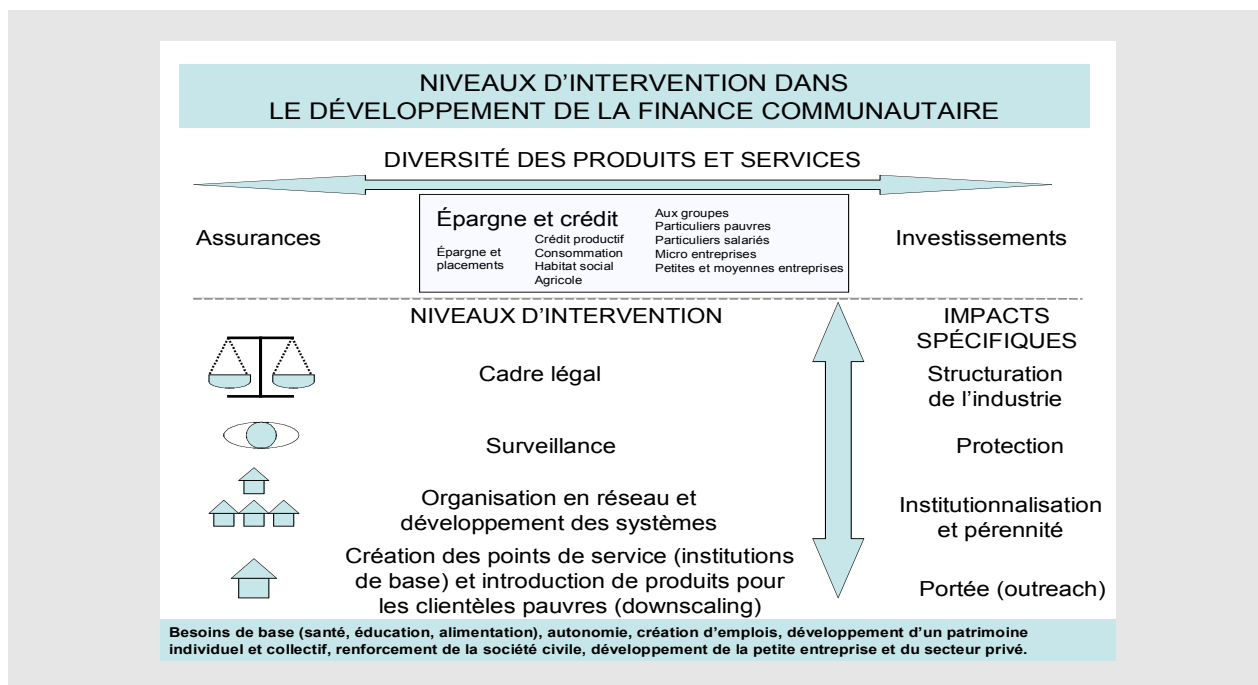 NIVEAUX D'INTERVENTION DANS
LE DÉVELOPPEMENT DE LA FINANCE COMMUNAUTAIRE
DIVERSITÉ DES PRODUITS ET SERVICES
Assurances
Épargne et crédit
Épargne et
placements
Crédit productif
Consommation
Habitat social
Agricole
Aux groupes
Particuliers pauvres
Particuliers salariés
Micro entreprises
Petites et moyennes entreprises
Investissements
NIVEAUX D'INTERVENTION
IMPACTS
SPÉCIFIQUES
Cadre légal
Structuration
de l'industrie
Surveillance
Protection
Organisation en réseau et
développement des systèmes
Institutionnalisation
et pérennité
Création des points de service (institutions
de base) et introduction de produits pour
les clientèles pauvres (downscaling)
Portée (outreach)
Besoins de base (santé, éducation, alimentation), autonomie, création d'emplois, développement d'un patrimoine
individuel et collectif, renforcement de la société civile, développement de la petite entreprise et du secteur privé.